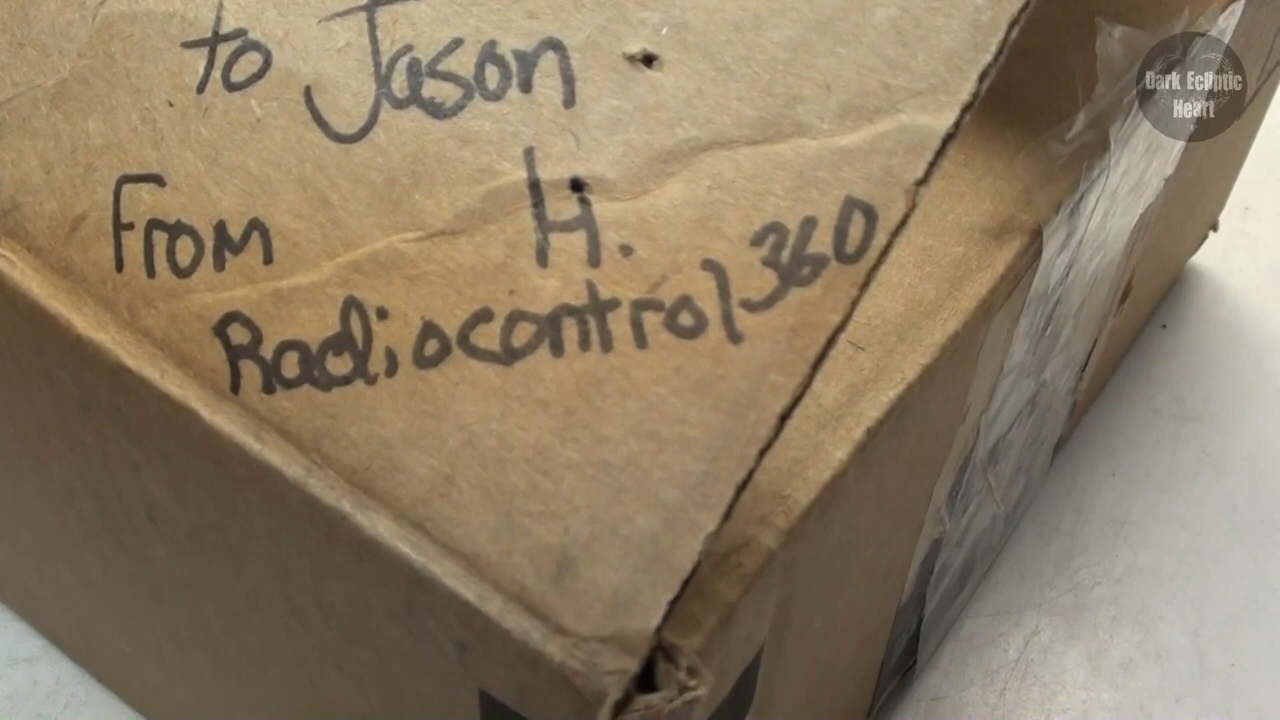 to Jason
H.
From
Radiocontrol360
Dark Ecliptic
Heart